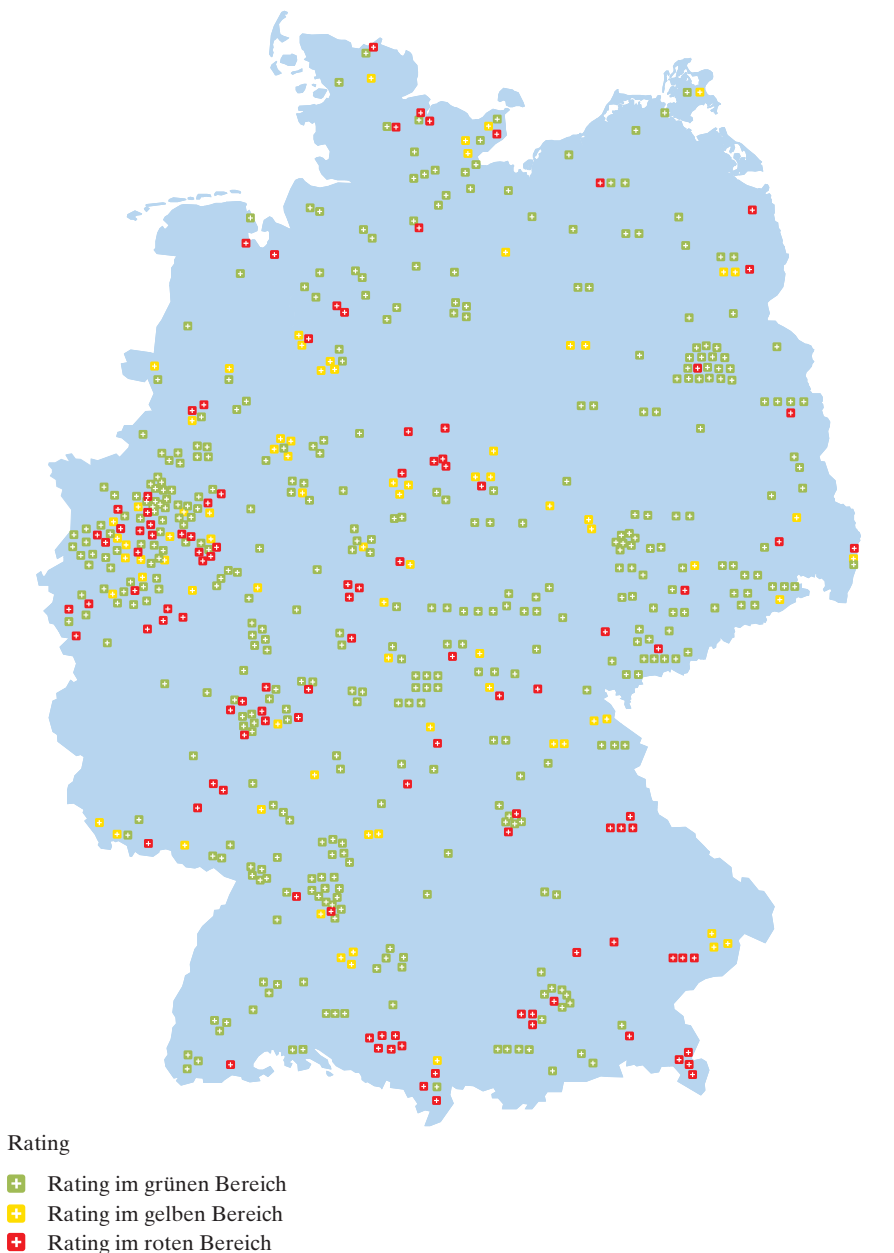 Rating
Rating im grünen Bereich
Rating im gelben Bereich
Rating im roten Bereich